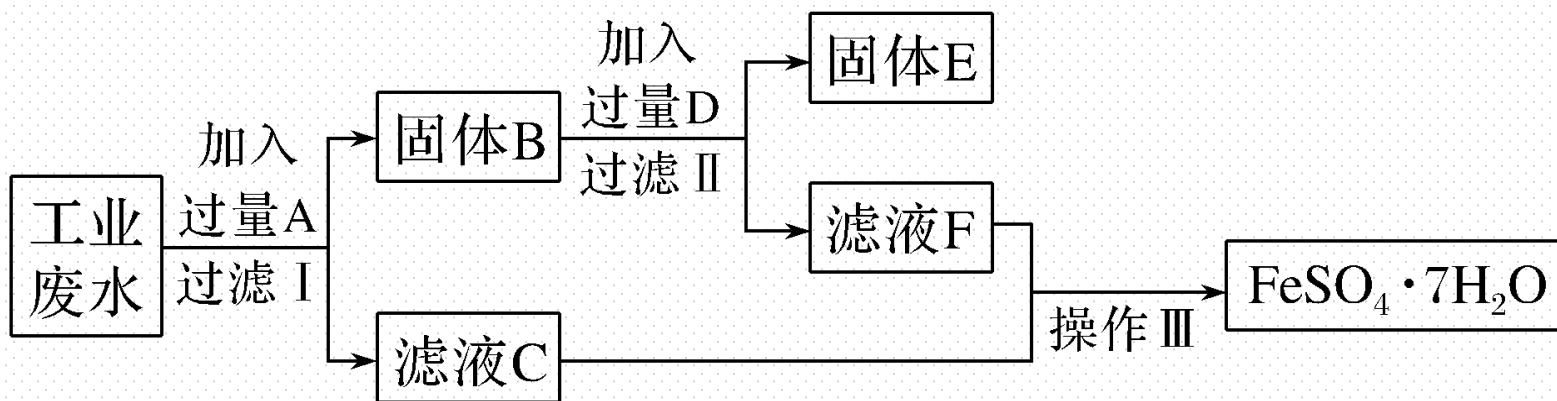 工业
废水
加入
过量A
过滤Ⅰ
固体B
滤液C
加入
过量D
过滤Ⅱ
固体E
滤液F
操作Ⅲ
FeSO₄·7H₂O